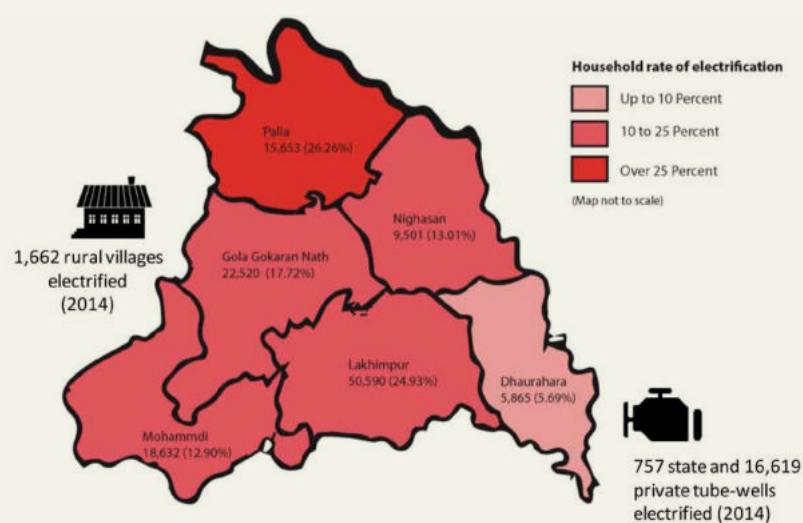 Household rate of electrification
Up to 10 Percent
10 to 25 Percent
Over 25 Percent
(Map not to scale)
Palia
15,653 (26.26%)
Nighasan
9,501 (13.01%)
1,662 rural villages
electrified
(2014)
Gola Gokaran Nath
22,520 (17.72%)
Lakhimpur
50,590 (24.93%)
Dhaurahara
5,865 (5.69%)
Mohammdi
18,632 (12.90%)
757 state and 16,619
private tube-wells
electrified (2014)